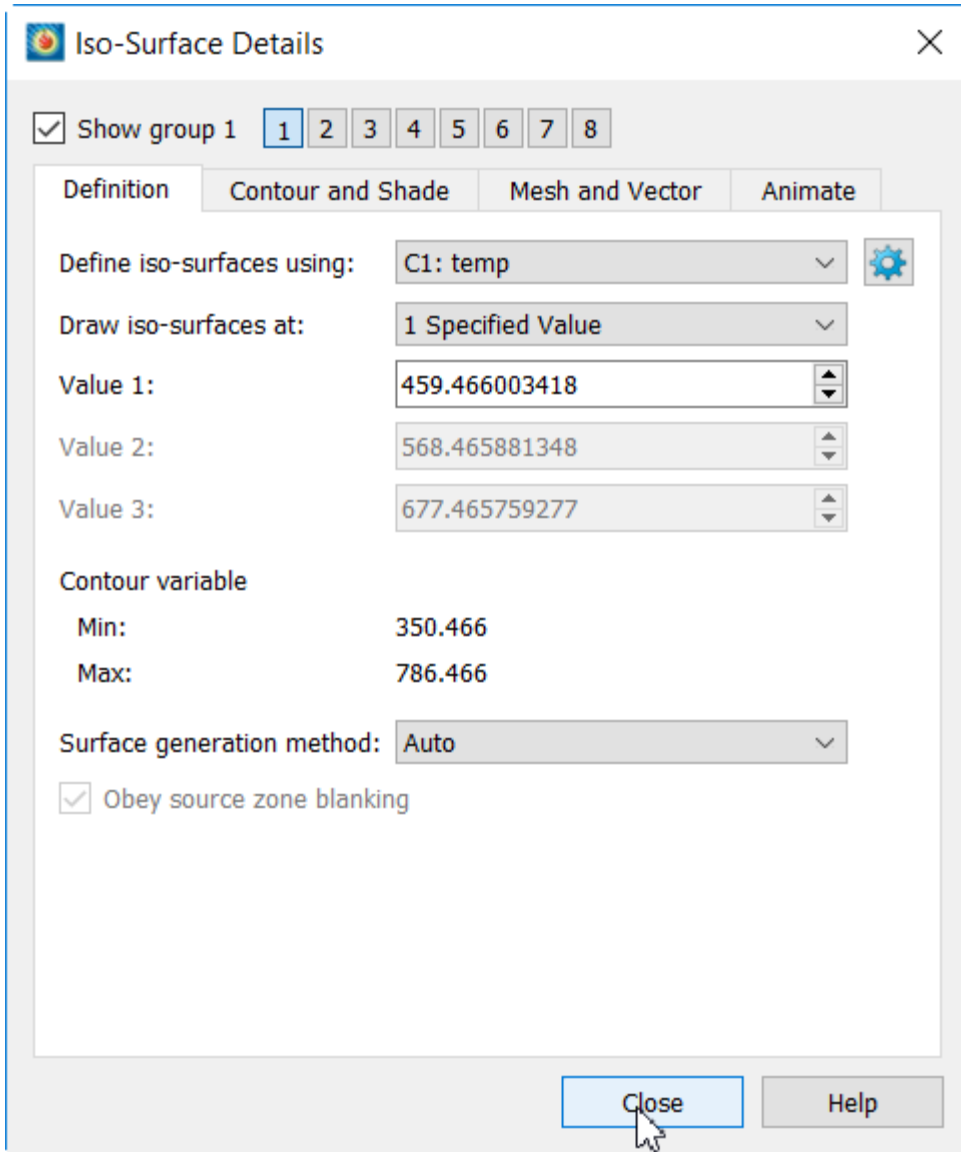 Iso-Surface Details
Show group 1 1 2 3 4 5 6 7 8
Definition Contour and Shade Mesh and Vector Animate
Define iso-surfaces using: C1: temp
Draw iso-surfaces at: 1 Specified Value
Value 1: 459.466003418
Value 2: 568.465881348
Value 3: 677.465759277
Contour variable
Min: 350.466
Max: 786.466
Surface generation method: Auto
Obey source zone blanking
Close Help